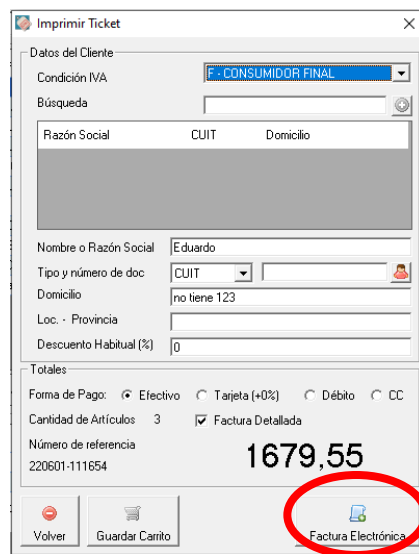 Imprimir Ticket
Datos del Cliente
Condición IVA F - CONSUMIDOR FINAL
Búsqueda
Razón Social CUIT Domicilio
Nombre o Razón Social Eduardo
Tipo y número de doc CUIT
Domicilio no tiene 123
Loc. - Provincia
Descuento Habitual (%) 0
Totales
Forma de Pago: Efectivo Tarjeta (+0%) Débito CC
Cantidad de Artículos 3 Factura Detallada
Número de referencia
220601-111654 1679,55
Volver Guardar Carrito Factura Electrónica